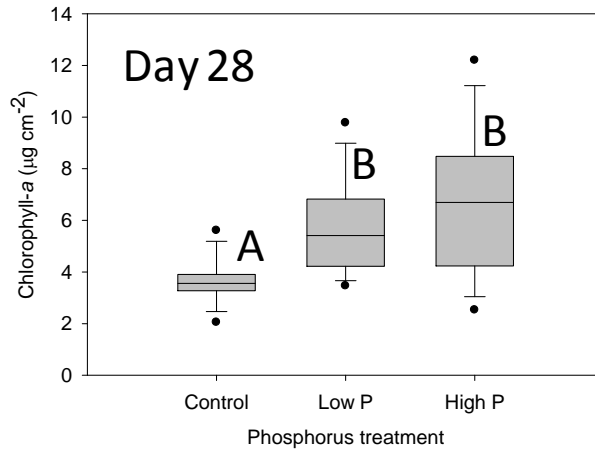 14
12
10
8
6
4
2
0
Chlorophyll-a (µg cm⁻²)
Day 28
A
B
B
Control Low P High P
Phosphorus treatment